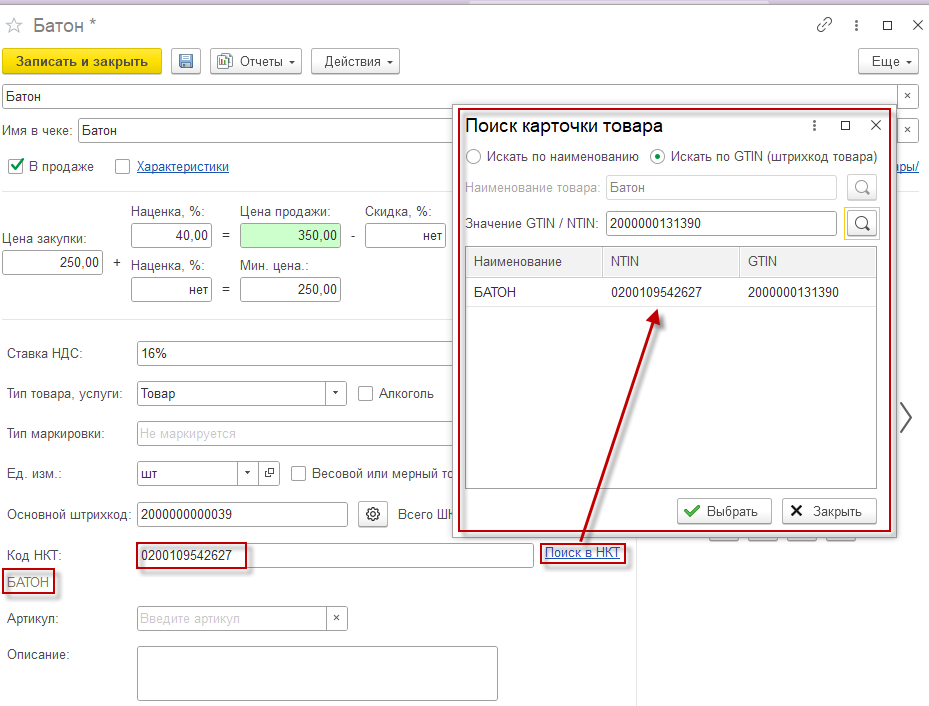 Батон *
Записать и закрыть
Отчеты
Действия
Еще
Батон
Имя в чеке:
Батон
В продаже
Характеристики
ары/
Наценка, %:
Цена продажи:
Скидка, %:
Цена закупки:
40,00
=
350,00
-
нет
250,00
+
Наценка, %:
Мин. цена.:
нет
=
250,00
Ставка НДС:
16%
Тип товара, услуги:
Товар
Алкоголь
Тип маркировки:
Не маркируется
Ед. изм.:
шт
Весовой или мерный то
Основной штрихкод:
2000000000039
Всего ШК
Код НКТ:
0200109542627
Поиск в НКТ
БАТОН
Артикул:
Введите артикул
Описание:
Поиск карточки товара
Искать по наименованию
Искать по GTIN (штрихкод товара)
Наименование товара:
Батон
Значение GTIN / NTIN:
2000000131390
Наименование
NTIN
GTIN
БАТОН
0200109542627
2000000131390
Выбрать
Закрыть